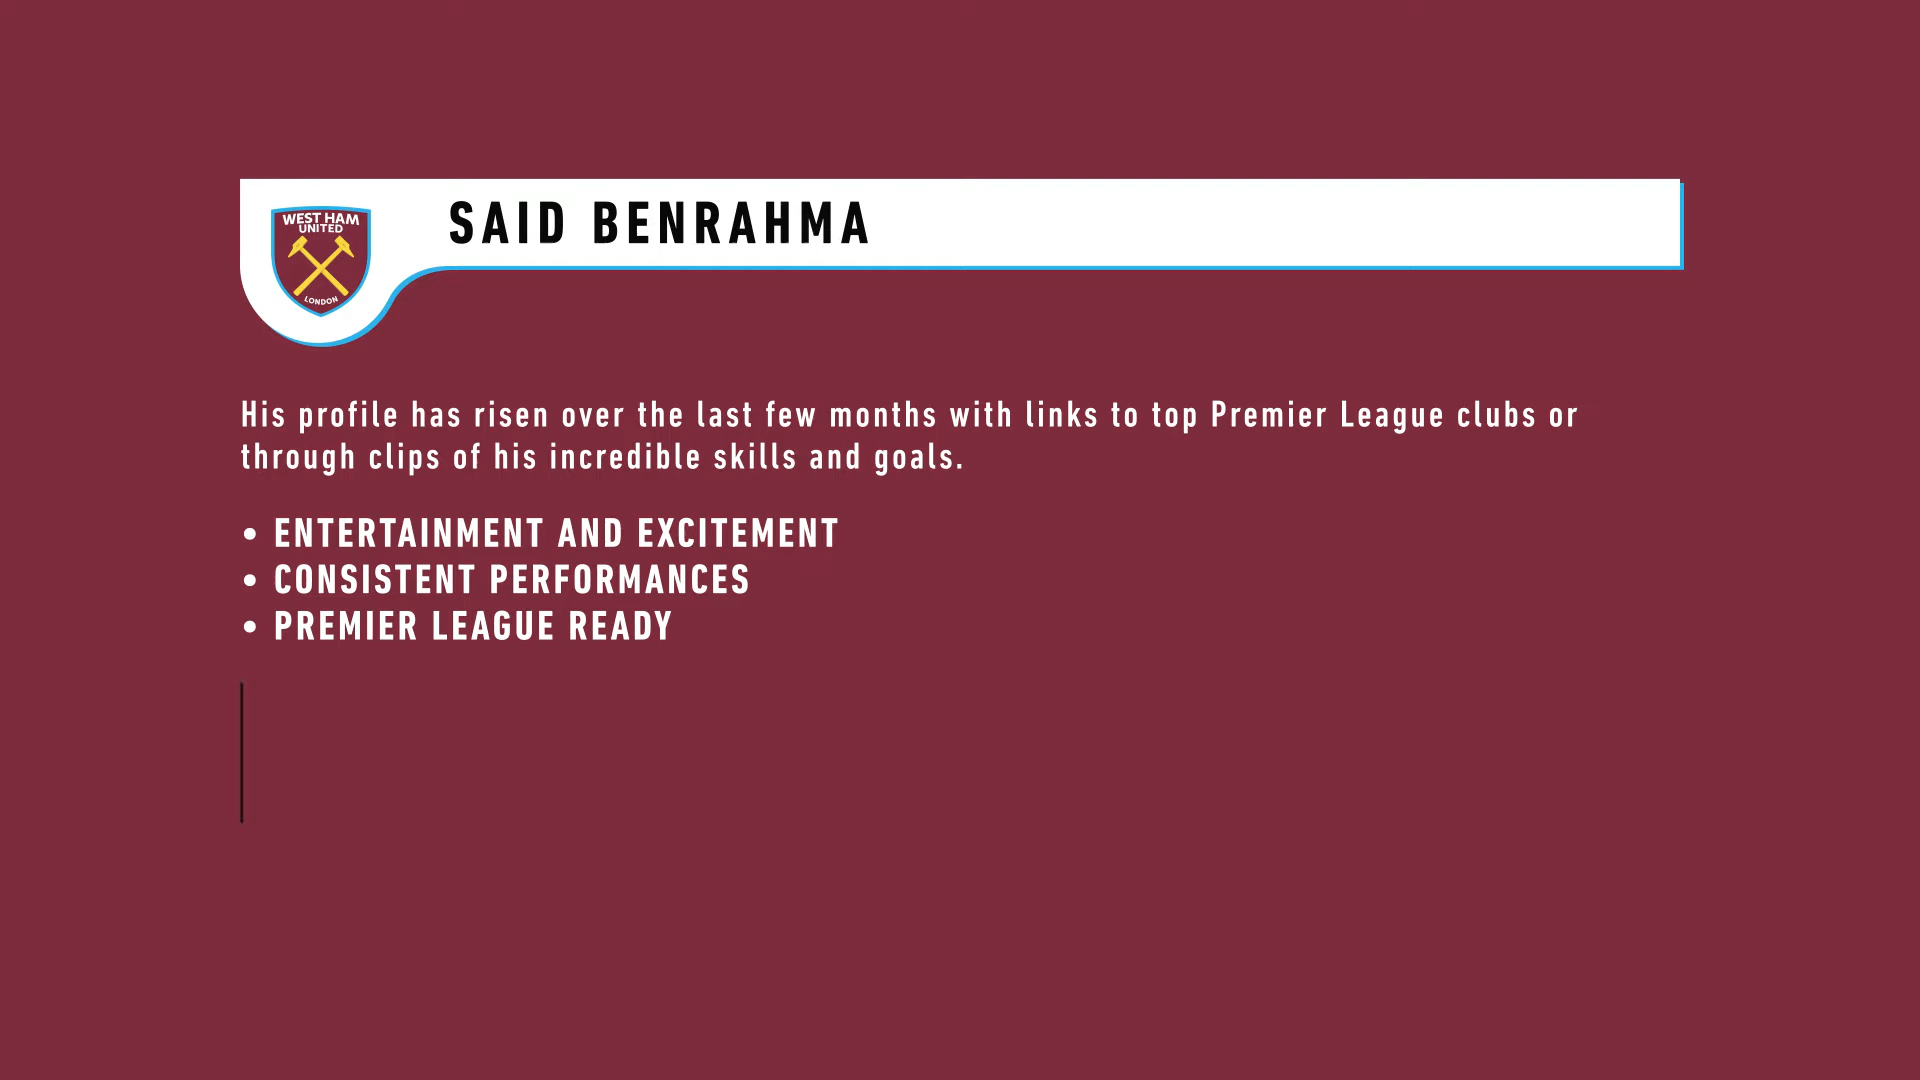 WEST HAM
UNITED
LONDON
SAID BENRAHMA
His profile has risen over the last few months with links to top Premier League clubs or
through clips of his incredible skills and goals.
• ENTERTAINMENT AND EXCITEMENT
• CONSISTENT PERFORMANCES
• PREMIER LEAGUE READY